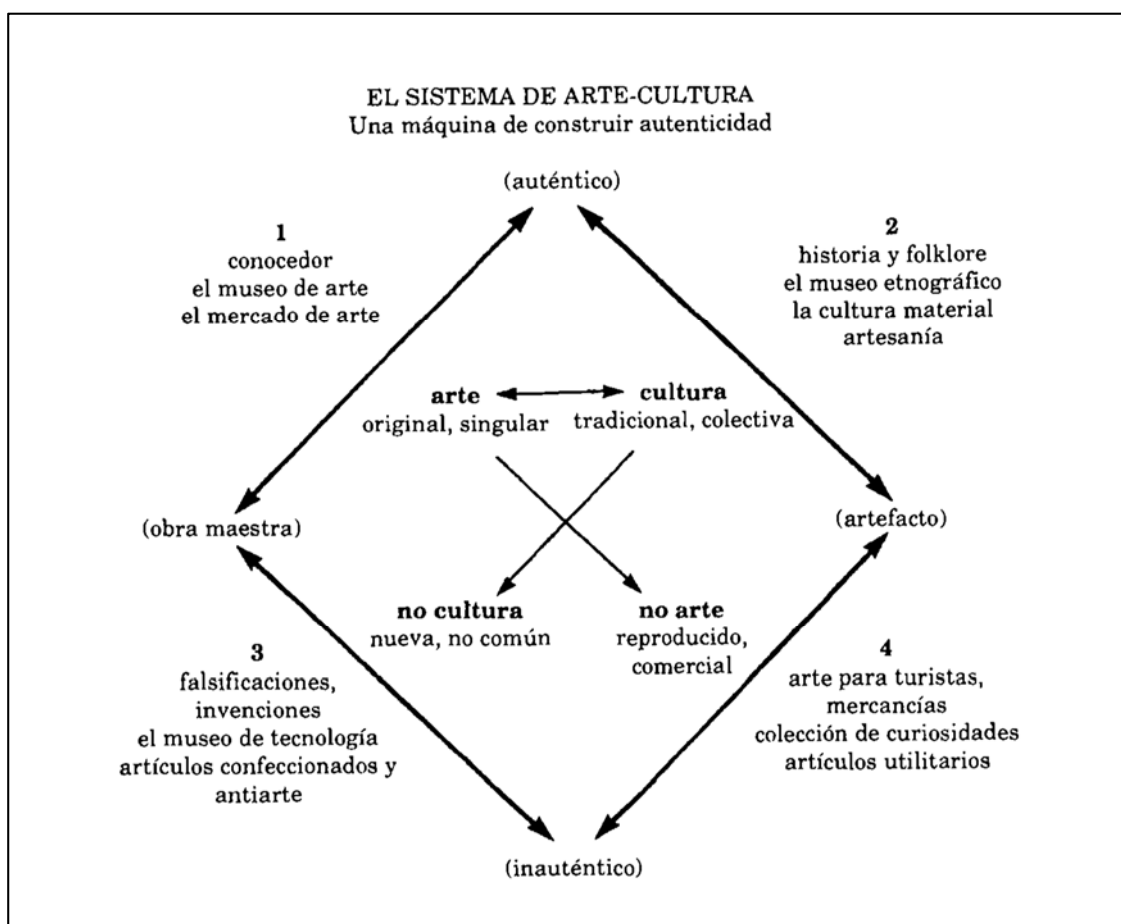 EL SISTEMA DE ARTE-CULTURA
Una máquina de construir autenticidad
(auténtico)
1
conocedor
el museo de arte
el mercado de arte
2
historia y folklore
el museo etnográfico
la cultura material
artesanía
arte
original, singular
cultura
tradicional, colectiva
(obra maestra)
(artefacto)
no cultura
nueva, no común
no arte
reproducido,
comercial
3
falsificaciones,
invenciones
el museo de tecnología
artículos confeccionados y
antiarte
4
arte para turistas,
mercancías
colección de curiosidades
artículos utilitarios
(inauténtico)